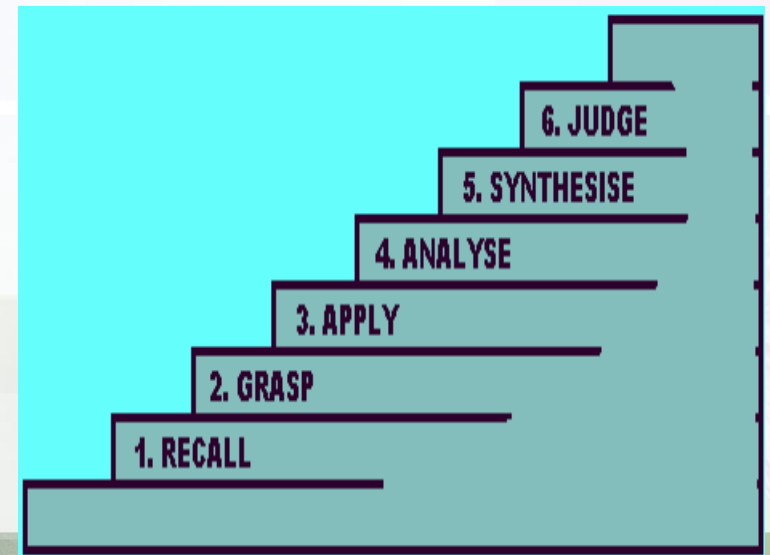 6. JUDGE
5. SYNTHESISE
4. ANALYSE
3. APPLY
2. GRASP
1. RECALL